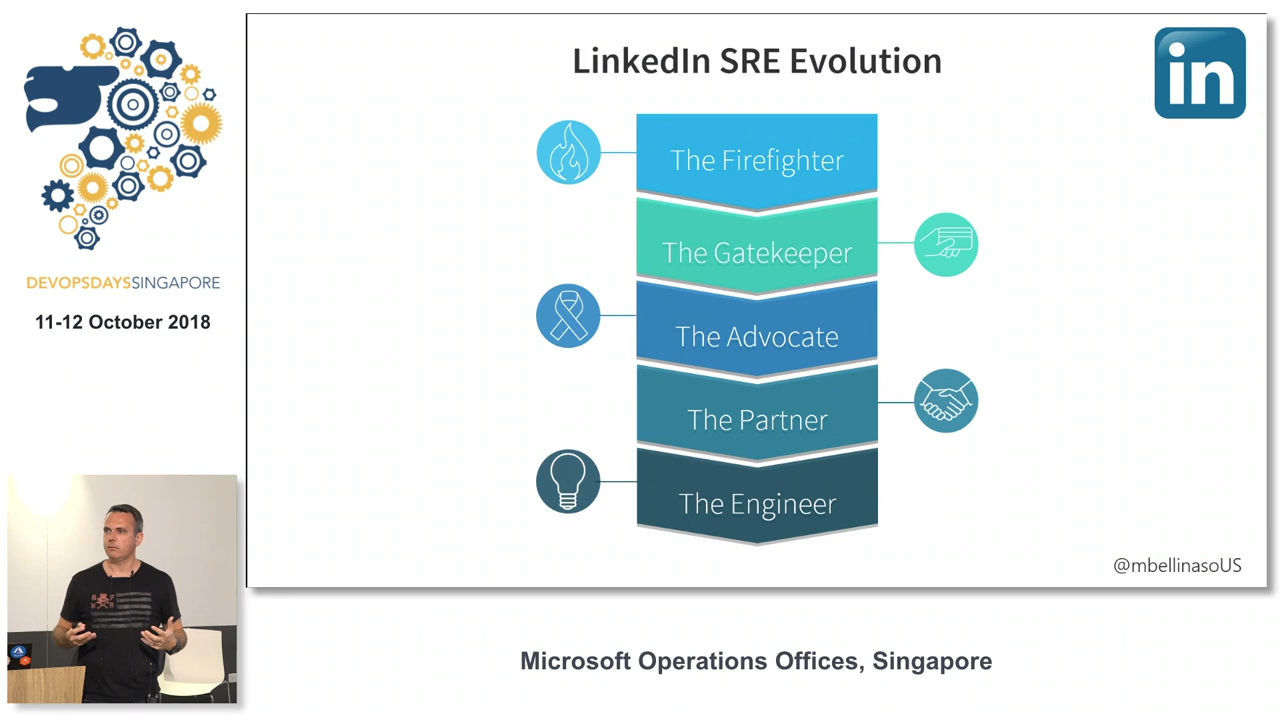 LinkedIn SRE Evolution
in
The Firefighter
The Gatekeeper
The Advocate
The Partner
The Engineer
@mbellinasoUS
DEVOPSDAYSSINGAPORE
11-12 October 2018
Microsoft Operations Offices, Singapore